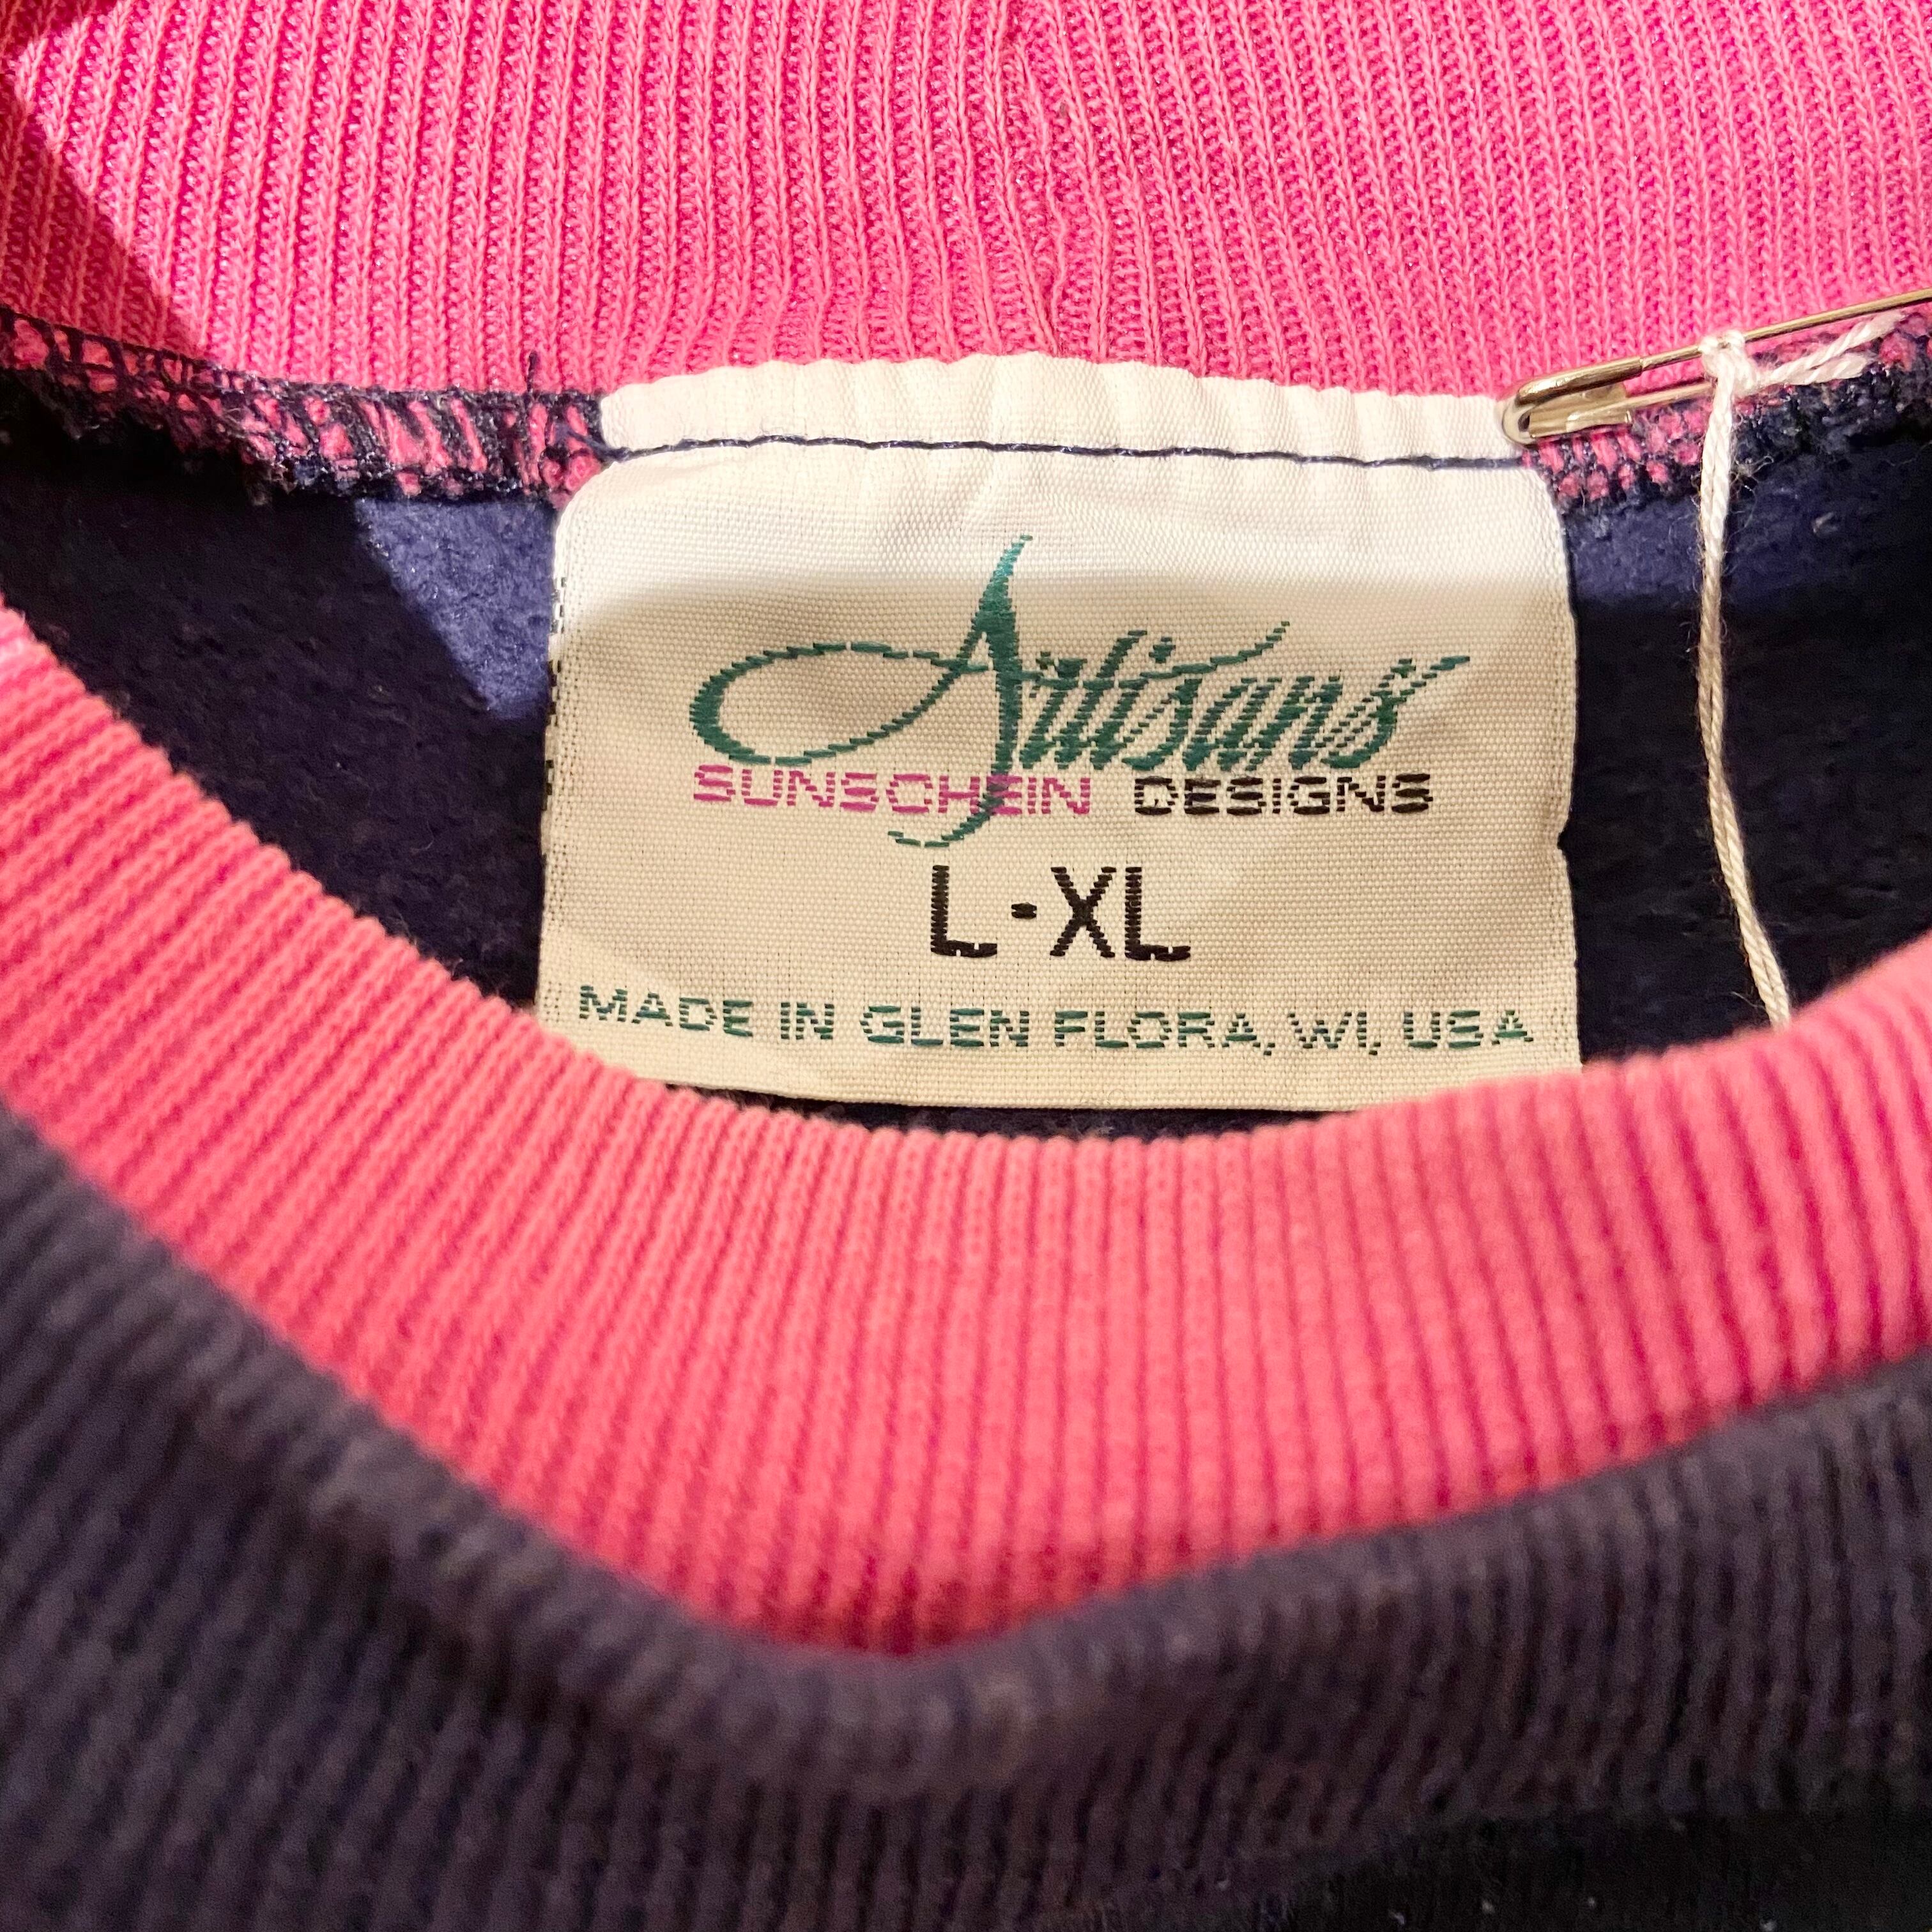 Artisans
SUNSCHEIN DESIGNS
L-XL
MADE IN GLEN FLORA, WI, USA